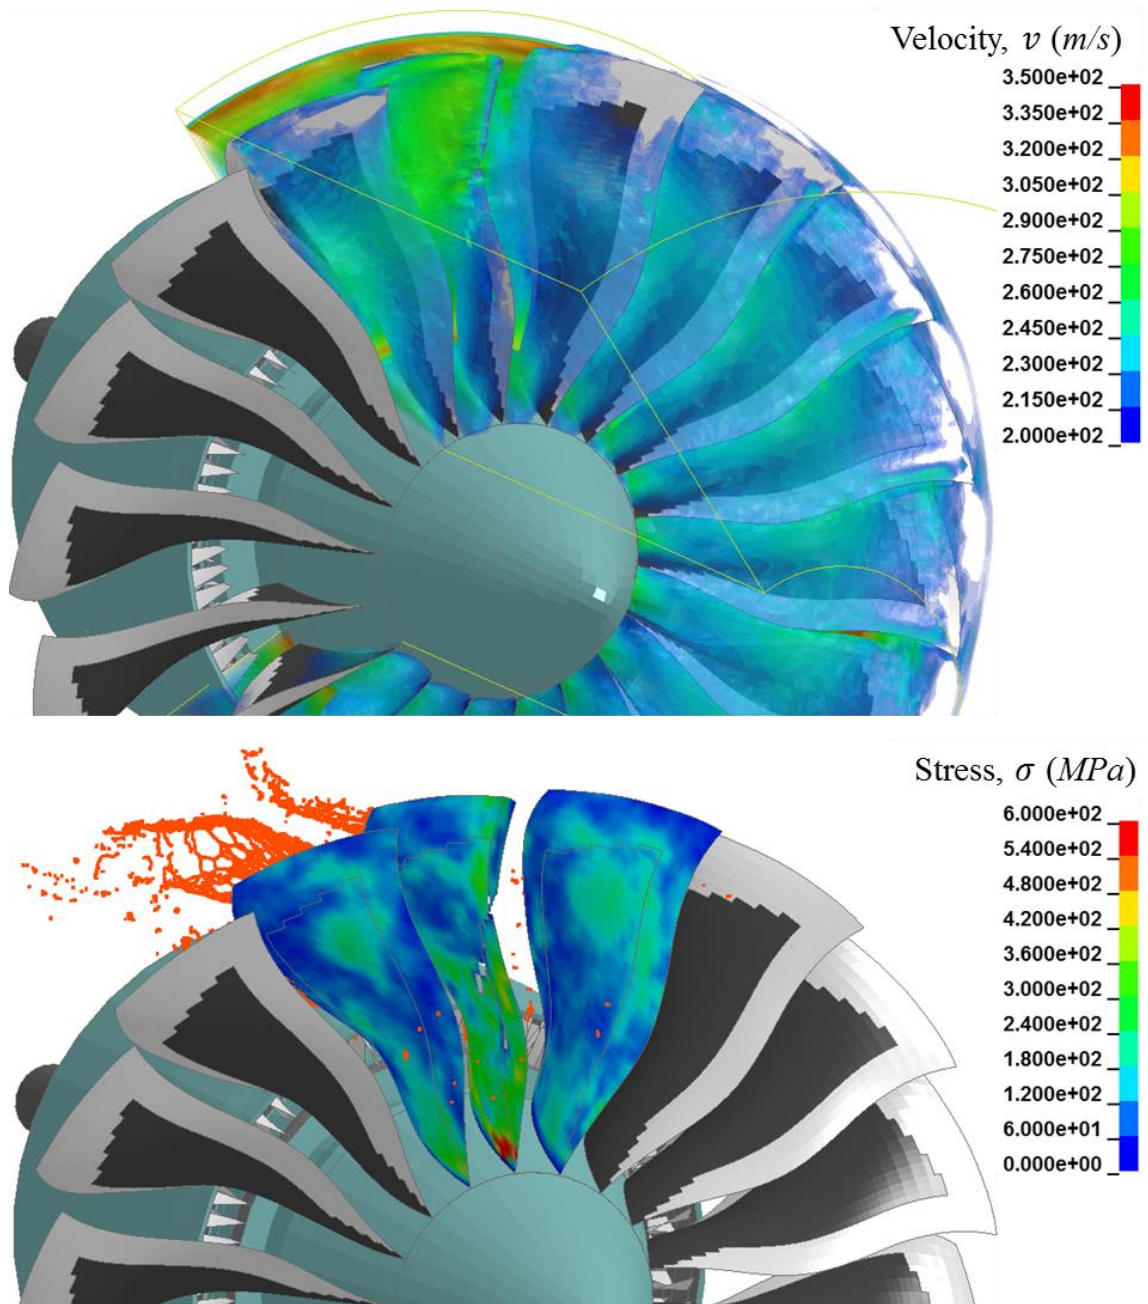 Velocity, v (m/s)
3.500e+02
3.350e+02
3.200e+02
3.050e+02
2.900e+02
2.750e+02
2.600e+02
2.450e+02
2.300e+02
2.150e+02
2.000e+02
Stress, σ (MPa)
6.000e+02
5.400e+02
4.800e+02
4.200e+02
3.600e+02
3.000e+02
2.400e+02
1.800e+02
1.200e+02
6.000e+01
0.000e+00